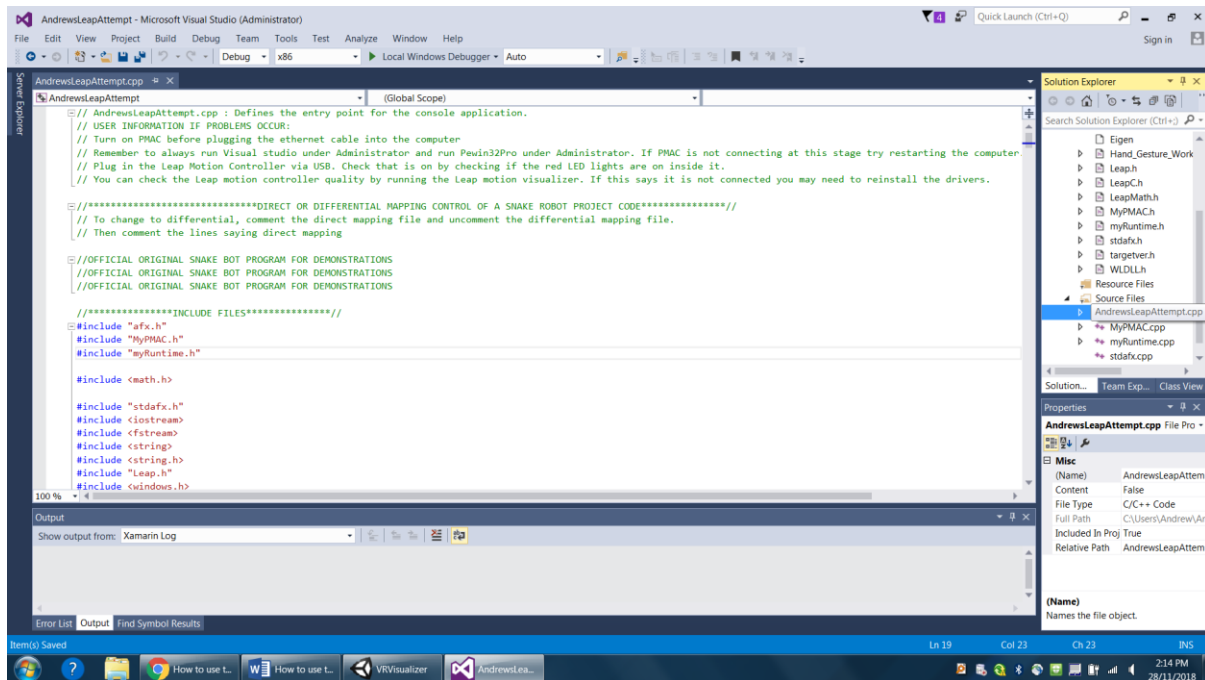 AndrewsLeapAttempt - Microsoft Visual Studio (Administrator)
4
Quick Launch (Ctrl+Q)
File Edit View Project Build Debug Team Tools Test Analyze Window Help
Sign in
Debug x86 Local Windows Debugger Auto
Server Explorer
AndrewsLeapAttempt.cpp
AndrewsLeapAttempt
(Global Scope)
// AndrewsLeapAttempt.cpp : Defines the entry point for the console application.
// USER INFORMATION IF PROBLEMS OCCUR:
// Turn on PMAC before plugging the ethernet cable into the computer
// Remember to always run Visual studio under Administrator and run Pewin32Pro under Administrator. If PMAC is not connecting at this stage try restarting the computer.
// Plug in the Leap Motion Controller via USB. Check that is on by checking if the red LED lights are on inside it.
// You can check the Leap motion controller quality by running the Leap motion visualizer. If this says it is not connected you may need to reinstall the drivers.
//******************************DIRECT OR DIFFERENTIAL MAPPING CONTROL OF A SNAKE ROBOT PROJECT CODE***************//
// To change to differential, comment the direct mapping file and uncomment the differential mapping file.
// Then comment the lines saying direct mapping
//OFFICIAL ORIGINAL SNAKE BOT PROGRAM FOR DEMONSTRATIONS
//OFFICIAL ORIGINAL SNAKE BOT PROGRAM FOR DEMONSTRATIONS
//OFFICIAL ORIGINAL SNAKE BOT PROGRAM FOR DEMONSTRATIONS
//***************INCLUDE FILES***************//
#include "afx.h"
#include "MyPMAC.h"
#include "myRuntime.h"
#include <math.h>
#include "stdafx.h"
#include <iostream>
#include <fstream>
#include <string>
#include <string.h>
#include "Leap.h"
#include <windows.h>
100 %
Output
Show output from: Xamarin Log
Error List Output Find Symbol Results
Solution Explorer
Search Solution Explorer (Ctrl+;)
Eigen
Hand_Gesture_Work
Leap.h
LeapC.h
LeapMath.h
MyPMAC.h
myRuntime.h
stdafx.h
targetver.h
WLDLL.h
Resource Files
Source Files
AndrewsLeapAttempt.cpp
MyPMAC.cpp
myRuntime.cpp
stdafx.cpp
Solution... Team Exp... Class View
Properties
AndrewsLeapAttempt.cpp File Pro
Misc
(Name) AndrewsLeapAttem
Content False
File Type C/C++ Code
Full Path C:\Users\Andrew\Ar
Included In Proj True
Relative Path AndrewsLeapAttem
(Name)
Names the file object.
Item(s) Saved
Ln 19 Col 23 Ch 23 INS
How to use t...
How to use t...
VRVisualizer
AndrewsLea...
2:14 PM
28/11/2018